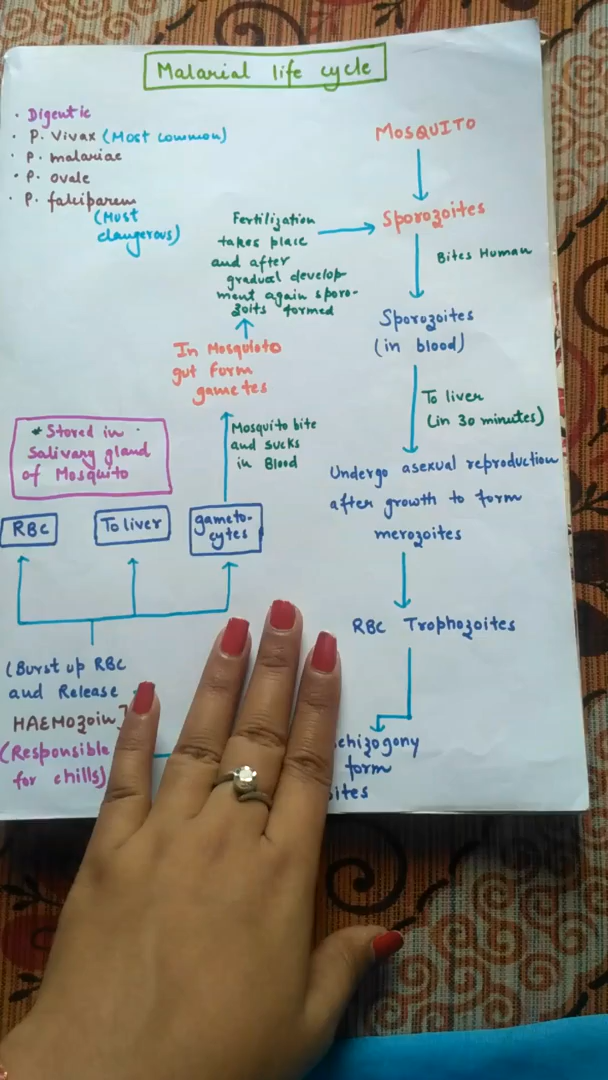 Malarial life cycle
• Digentic
• P. Vivax (Most common)
• P. malariae
• P. ovale
• P. falciparem
(Must
dangerous)
MOSQUITO
Sporozoites
Bites Human
Sporozoites
(in blood)
To liver
(in 30 minutes)
Undergo asexual reproduction
after growth to form
merozoites
RBC Trophozoites
chizogony
form
ites
(Burst up RBC
and Release
HAEMOZOIN]
(Responsible
for chills)
RBC
To liver
gameto-
cytes
* Stored in
Salivary gland
of Mosquito
Mosquito bite
and sucks
in Blood
In Mosquioto
gut form
gametes
Fertilization
takes place
and after
gradual develop-
ment again sporo-
zoits formed